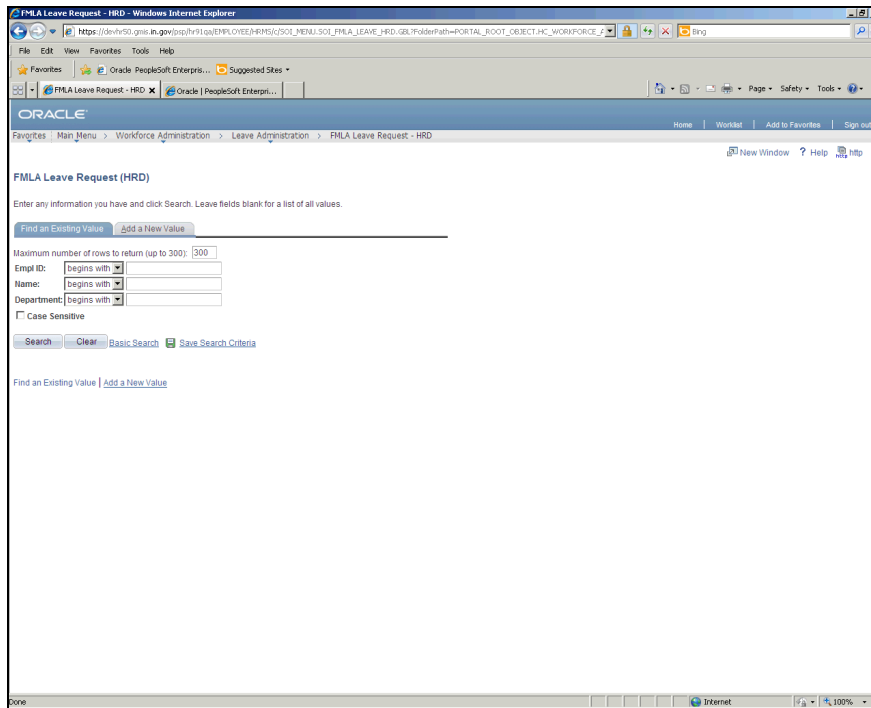 FMLA Leave Request - HRD - Windows Internet Explorer
https://devhr50.gmis.in.gov/psp/hr91qa/EMPLOYEE/HRMS/c/SOI_MENU.SOI_FMLA_LEAVE_HRD.GBL?FolderPath=PORTAL_ROOT_OBJECT.HC_WORKFORCE_A Bing
File Edit View Favorites Tools Help
Favorites Oracle PeopleSoft Enterpris... Suggested Sites
FMLA Leave Request - HRD X Oracle | PeopleSoft Enterpri... Page Safety Tools
ORACLE
Home | Worklist | Add to Favorites | Sign out
Favorites Main Menu > Workforce Administration > Leave Administration > FMLA Leave Request - HRD
New Window ? Help http
FMLA Leave Request (HRD)
Enter any information you have and click Search. Leave fields blank for a list of all values.
Find an Existing Value Add a New Value
Maximum number of rows to return (up to 300): 300
Empl ID: begins with
Name: begins with
Department: begins with
Case Sensitive
Search Clear Basic Search Save Search Criteria
Find an Existing Value | Add a New Value
Done Internet 100%